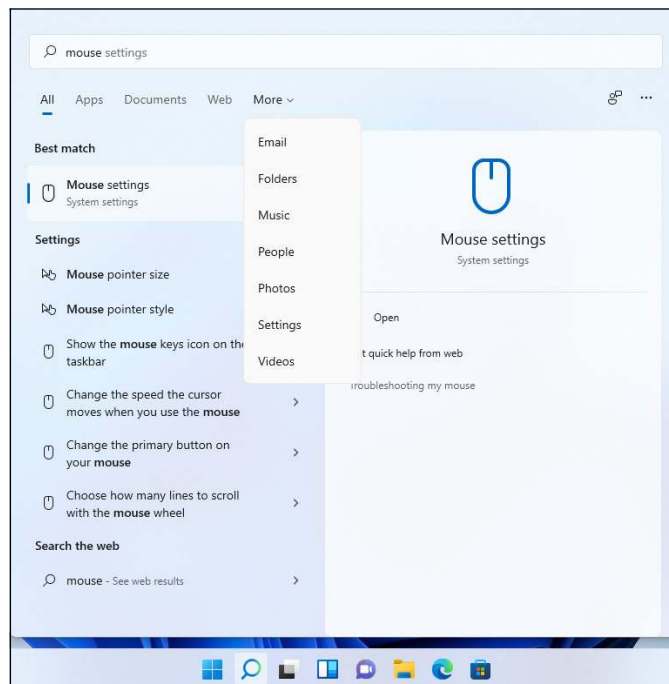 mouse settings
All Apps Documents Web More
Best match
Mouse settings
System settings
Settings
Mouse pointer size
Mouse pointer style
Show the mouse keys icon on the
taskbar
Change the speed the cursor
moves when you use the mouse
Change the primary button on
your mouse
Choose how many lines to scroll
with the mouse wheel
Search the web
mouse - See web results
Email
Folders
Music
People
Photos
Settings
Videos
Mouse settings
System settings
Open
quick help from web
Troubleshooting my mouse